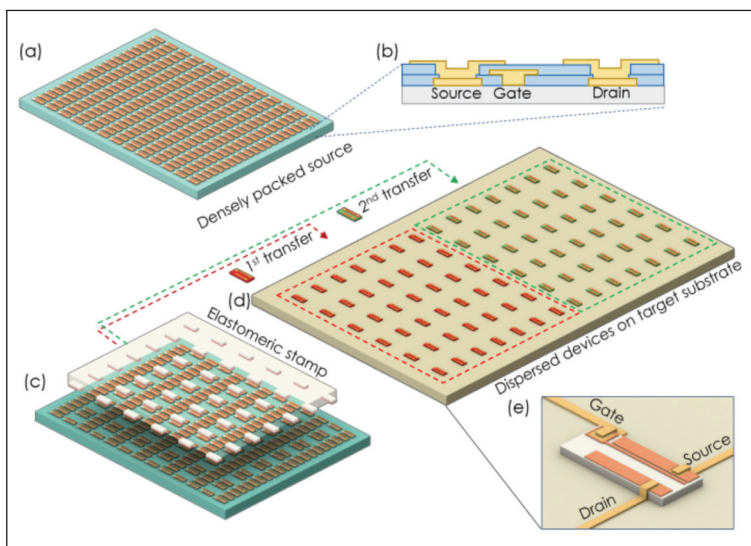 (a)
(b)
Source
Gate
Drain
Densely packed source
2nd transfer
1st transfer
(d)
Elastomeric stamp
Dispersed devices on target substrate
(c)
(e)
Gate
Source
Drain